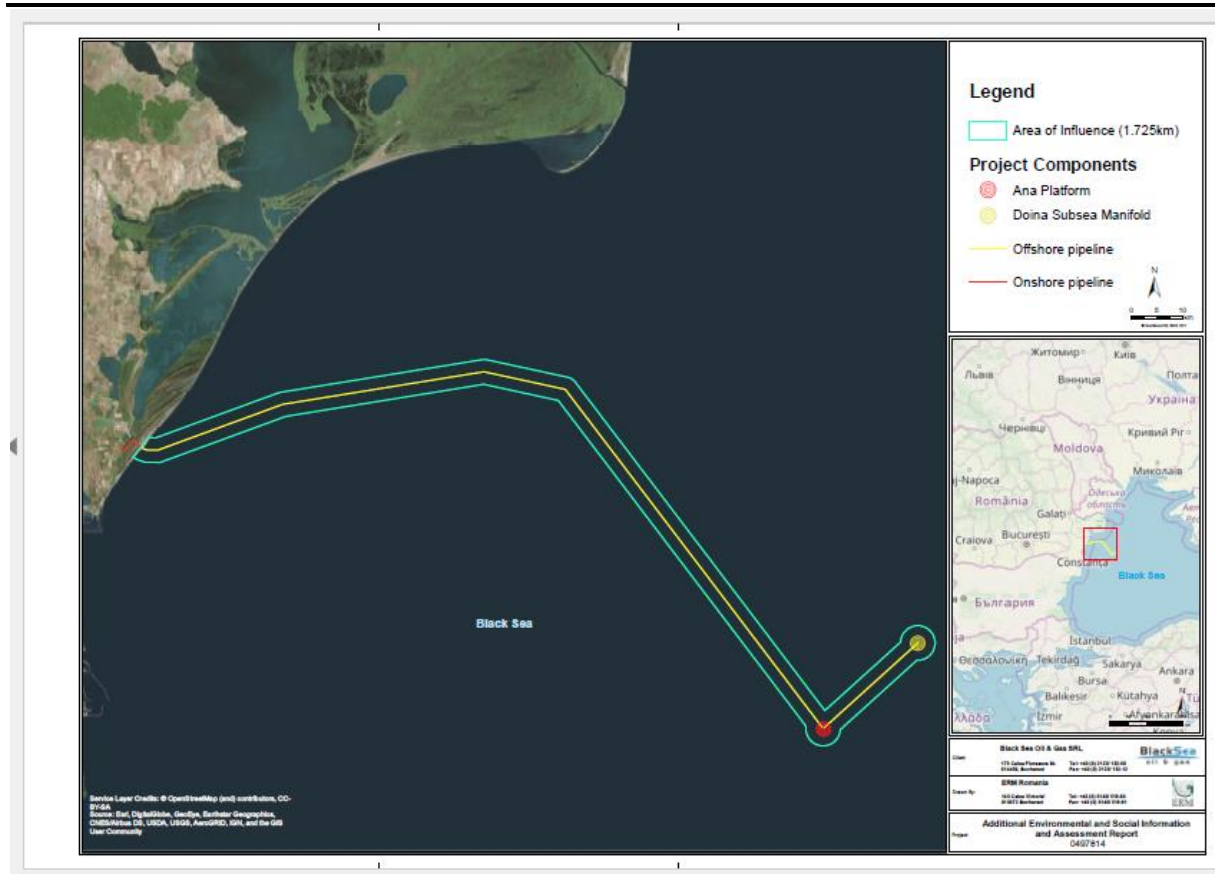 Legend
Area of Influence (1.725km)
Project Components
Ana Platform
Doina Subsea Manifold
Offshore pipeline
Onshore pipeline
N
0 5 10
km
Житомир
Київ
Львів
Вінниця
Полта
Україна
Чернівці
Кривий Ріг
Moldova
Миколаїв
j-Napoca
România
Одеська
область
Galați
Craiova
București
Constanța
Black Sea
България
Istanbul
Θεσσαλονίκη
Tekirdağ
Sakarya
Ankara
Bursa
Balıkesir
Kütahya
N
İzmir
Black Sea
Service Layer Credits: © OpenStreetMap (and) contributors, CC-
BY-SA
Source: Esri, DigitalGlobe, GeoEye, Earthstar Geographics,
CNES/Airbus DS, USDA, USGS, AeroGRID, IGN, and the GIS
User Community
Black Sea Oil & Gas SRL
BlackSea
oil & gas
ERM Romania
ERM
Additional Environmental and Social Information
and Assessment Report
0497814